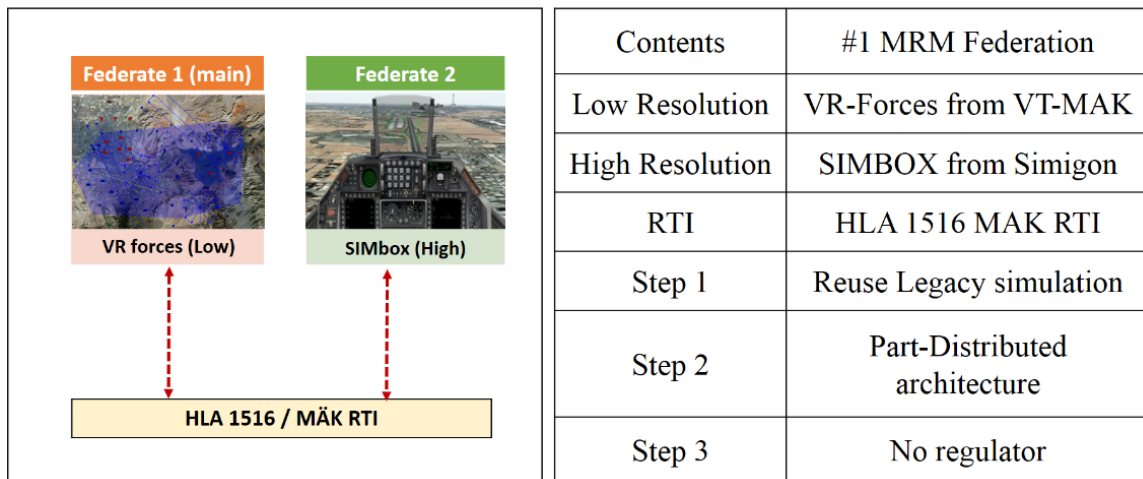 Federate 1 (main)
Federate 2
VR forces (Low)
SIMbox (High)
HLA 1516 / MÄK RTI
Contents
#1 MRM Federation
Low Resolution
VR-Forces from VT-MAK
High Resolution
SIMBOX from Simigon
RTI
HLA 1516 MAK RTI
Step 1
Reuse Legacy simulation
Step 2
Part-Distributed
architecture
Step 3
No regulator